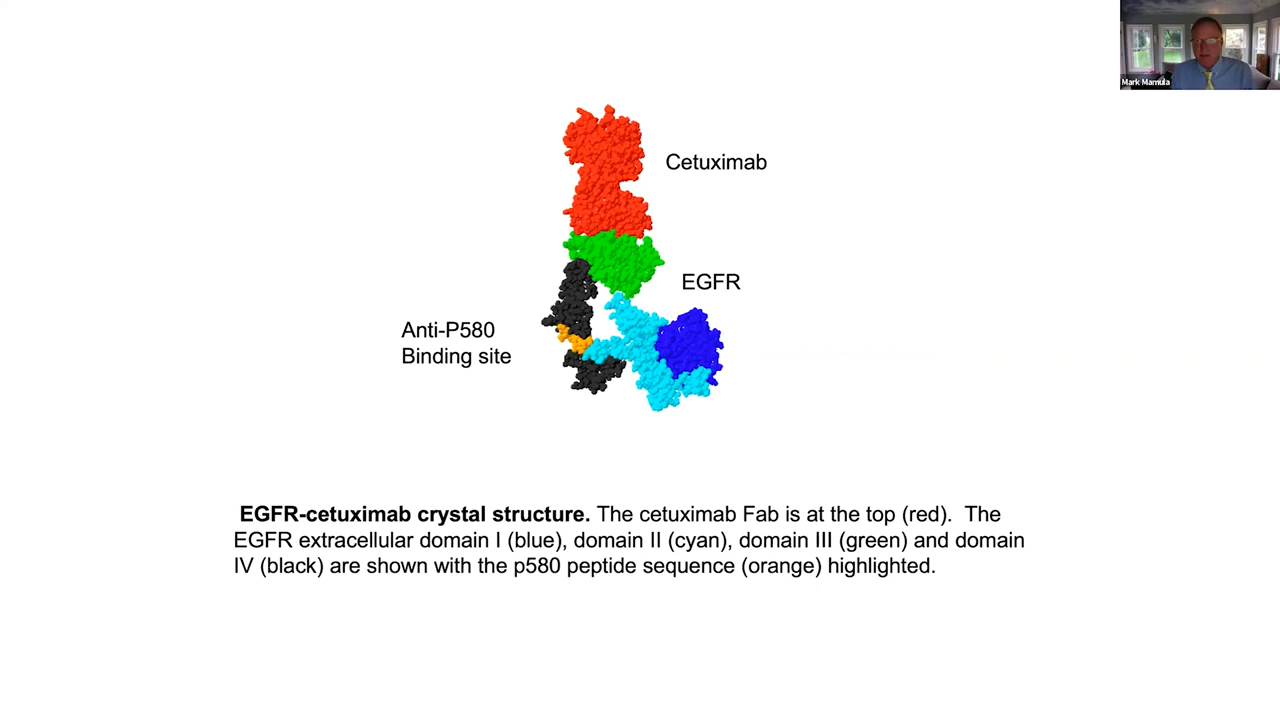 Mark Mamula
Cetuximab
EGFR
Anti-P580
Binding site
EGFR-cetuximab crystal structure. The cetuximab Fab is at the top (red). The
EGFR extracellular domain I (blue), domain II (cyan), domain III (green) and domain
IV (black) are shown with the p580 peptide sequence (orange) highlighted.